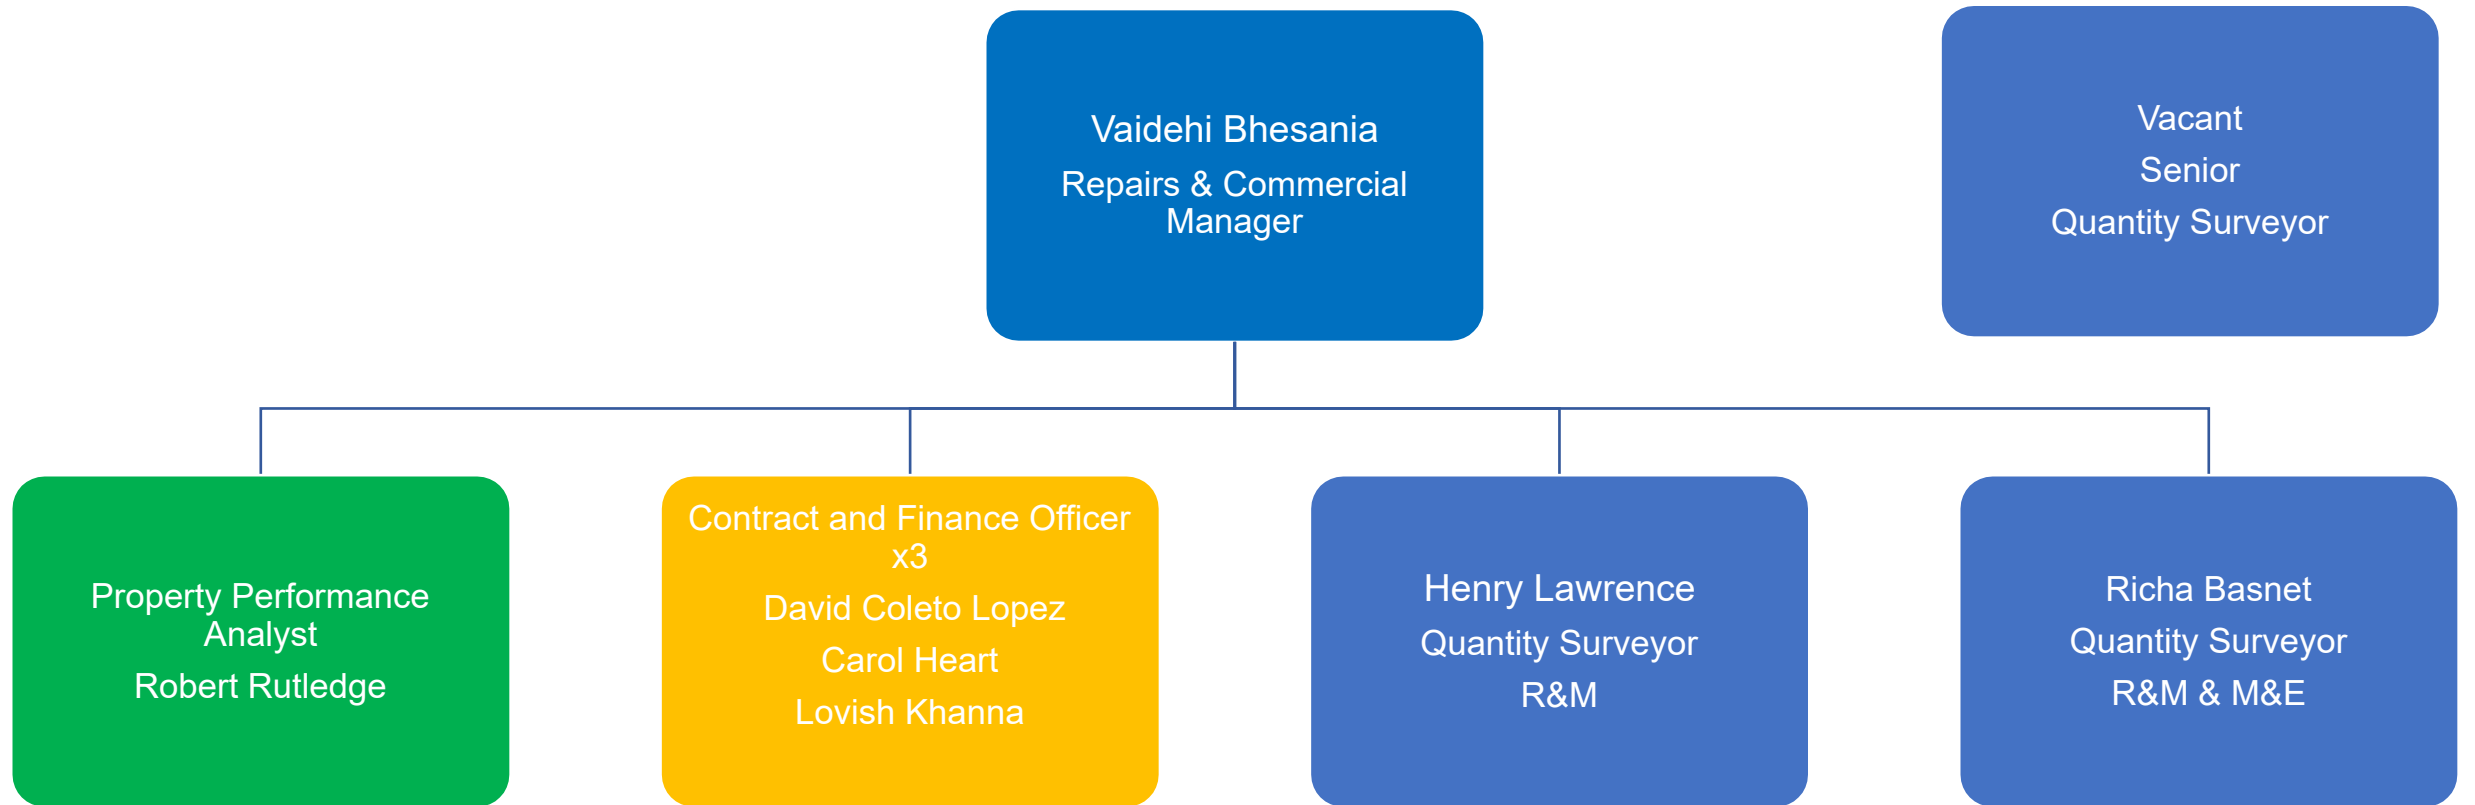 Vaidehi Bhesania
Repairs & Commercial
Manager
Vacant
Senior
Quantity Surveyor
Property Performance
Analyst
Robert Rutledge
Contract and Finance Officer
x3
David Coleto Lopez
Carol Heart
Lovish Khanna
Henry Lawrence
Quantity Surveyor
R&M
Richa Basnet
Quantity Surveyor
R&M & M&E